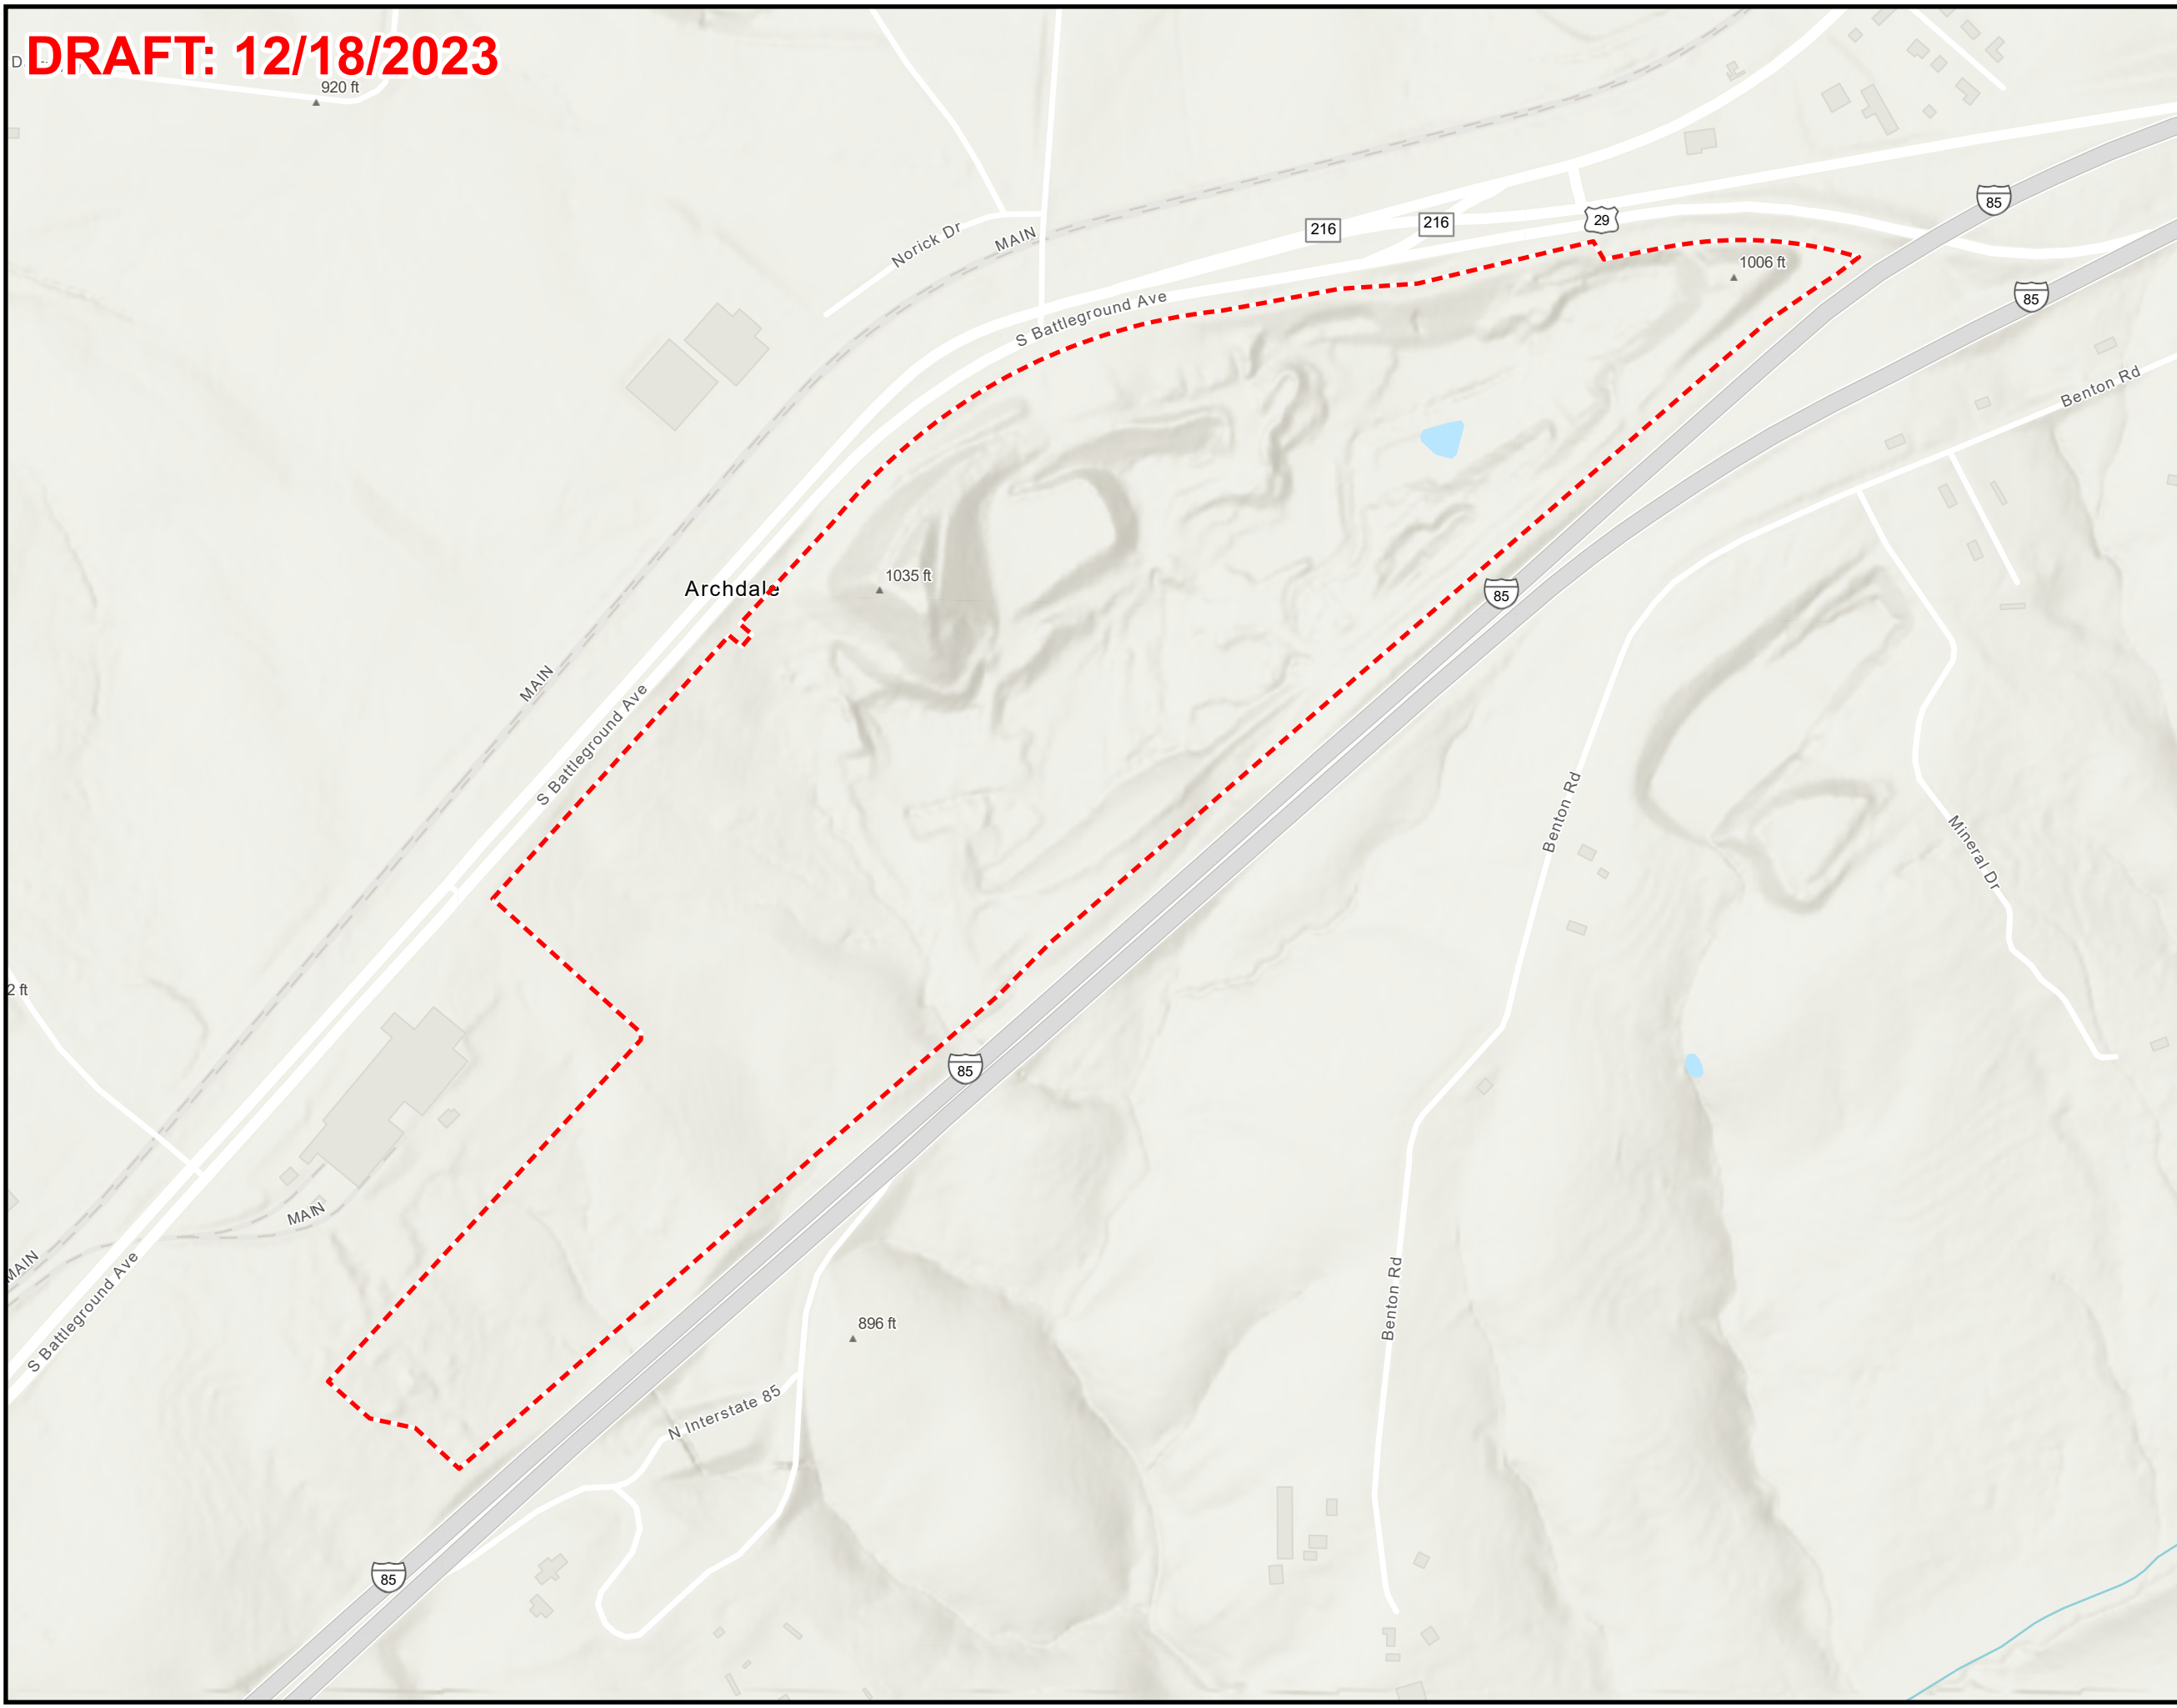 DRAFT: 12/18/2023
920 ft
Norick Dr
MAIN
216
216
29
85
1006 ft
85
S Battleground Ave
Benton Rd
Archdale
1035 ft
85
MAIN
S Battleground Ave
Benton Rd
Mineral Dr
2 ft
85
MAIN
MAIN
S Battleground Ave
896 ft
Benton Rd
N Interstate 85
85